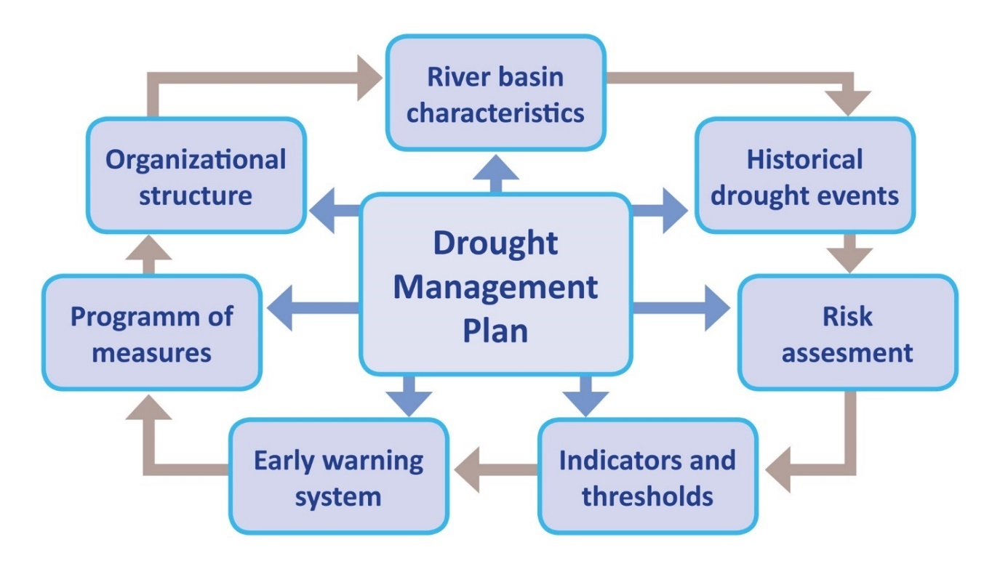 River basin
characteristics
Organizational
structure
Historical
drought events
Drought
Management
Plan
Programm of
measures
Risk
assesment
Early warning
system
Indicators and
thresholds